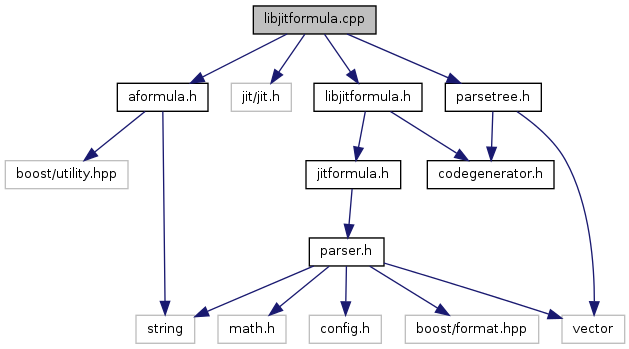 libjitformula.cpp
aformula.h
jit/jit.h
libjitformula.h
parsetree.h
boost/utility.hpp
jitformula.h
codegenerator.h
parser.h
string
math.h
config.h
boost/format.hpp
vector